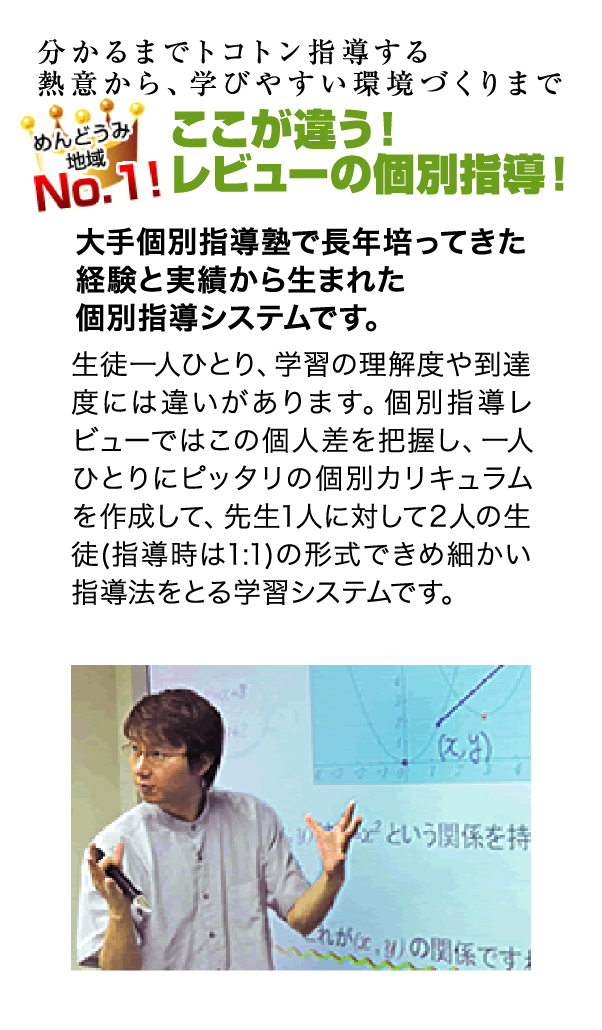 分かるまでトコトン指導する
熱意から、学びやすい環境づくりまで
めんどうみ
地域
No.1!
ここが違う!
レビューの個別指導!
大手個別指導塾で長年培ってきた
経験と実績から生まれた
個別指導システムです。
生徒一人ひとり、学習の理解度や到達
度には違いがあります。個別指導レ
ビューではこの個人差を把握し、一人
ひとりにピッタリの個別カリキュラム
を作成して、先生1人に対して2人の生
徒(指導時は1:1)の形式できめ細かい
指導法をとる学習システムです。
(x,y)
x²という関係を持
これが(x,y)の関係ですね